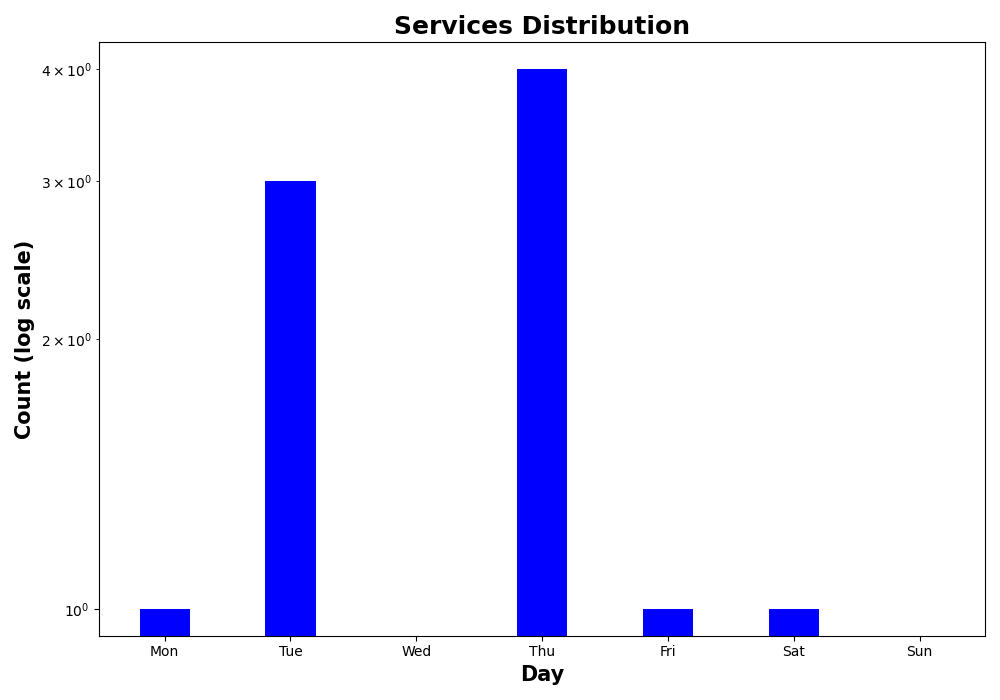 Services Distribution
Count (log scale)
4 × 10⁰
3 × 10⁰
2 × 10⁰
10⁰
Mon Tue Wed Thu Fri Sat Sun
Day